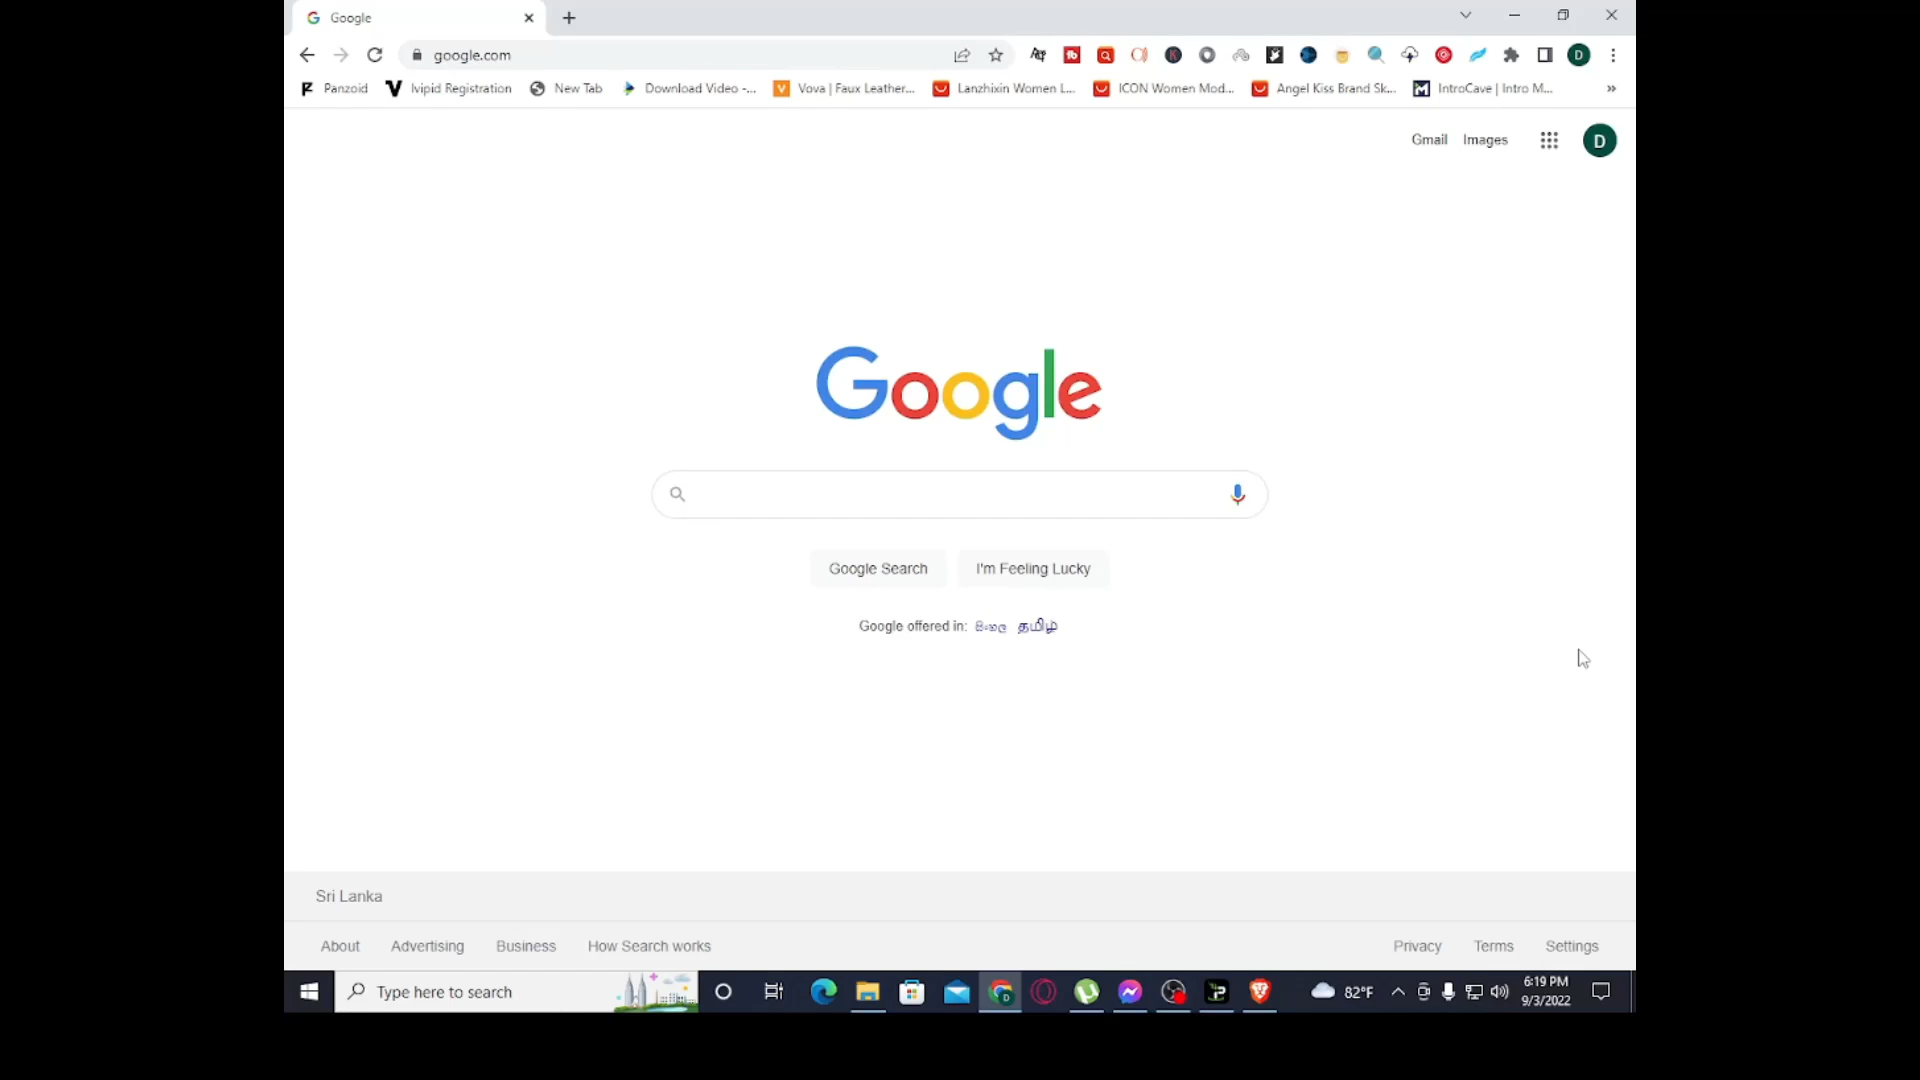 Google
google.com
Panzoid Ivipid Registration New Tab Download Video -... Vova | Faux Leather... Lanzhixin Women L... ICON Women Mod... Angel Kiss Brand Sk... IntroCave | Intro M... »
Gmail Images
D
Google
Google Search I'm Feeling Lucky
Google offered in: සිංහල தமிழ்
Sri Lanka
About Advertising Business How Search works Privacy Terms Settings
Type here to search 82°F 6:19 PM
9/3/2022